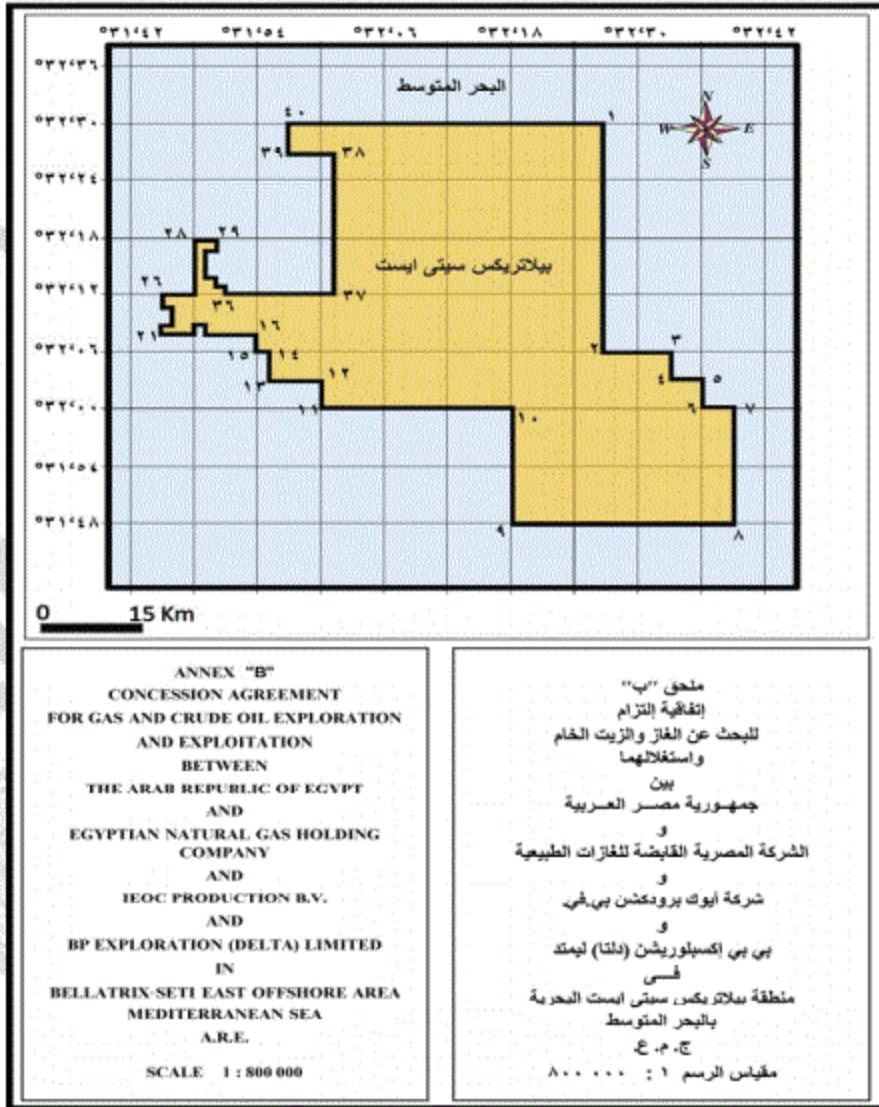 °٣١'٤٢ °٣١'٥٤ °٣٢'٠٦ °٣٢'١٨ °٣٢'٣٠ °٣٢'٤٢
°٣٢'٣٦
البحر المتوسط
°٣٢'٣٠
٤٠ ١
N
W E
S
٣٩ ٣٨
°٣٢'٢٤
°٣٢'١٨
٢٨ ٢٩
بيلاتريكس سيتى ايست
°٣٢'١٢
٢٦ ٣٦ ٣٧
٢١ ١٦
°٣٢'٠٦
١٥ ١٤ ٢ ٣
١٣ ١٢ ٤ ٥
°٣٢'٠٠
١١ ١٠ ٦ ٧
°٣١'٥٤
°٣١'٤٨
٩ ٨
0 15 Km
ANNEX "B"
CONCESSION AGREEMENT
FOR GAS AND CRUDE OIL EXPLORATION
AND EXPLOITATION
BETWEEN
THE ARAB REPUBLIC OF EGYPT
AND
EGYPTIAN NATURAL GAS HOLDING
COMPANY
AND
IEOC PRODUCTION B.V.
AND
BP EXPLORATION (DELTA) LIMITED
IN
BELLATRIX-SETI EAST OFFSHORE AREA
MEDITERRANEAN SEA
A.R.E.
SCALE 1 : 800 000
ملحق "ب"
إتفاقية إلتزام
للبحث عن الغاز والزيت الخام
واستغلالهما
بين
جمهورية مصر العربية
و
الشركة المصرية القابضة للغازات الطبيعية
و
شركة أيوك برودكشن بي.في.
و
بي بي إكسبلوريشن (دلتا) ليمتد
فى
منطقة بيلاتريكس سيتى ايست البحرية
بالبحر المتوسط
ج. م. ع.
مقياس الرسم ١ : ٨٠٠ ٠٠٠